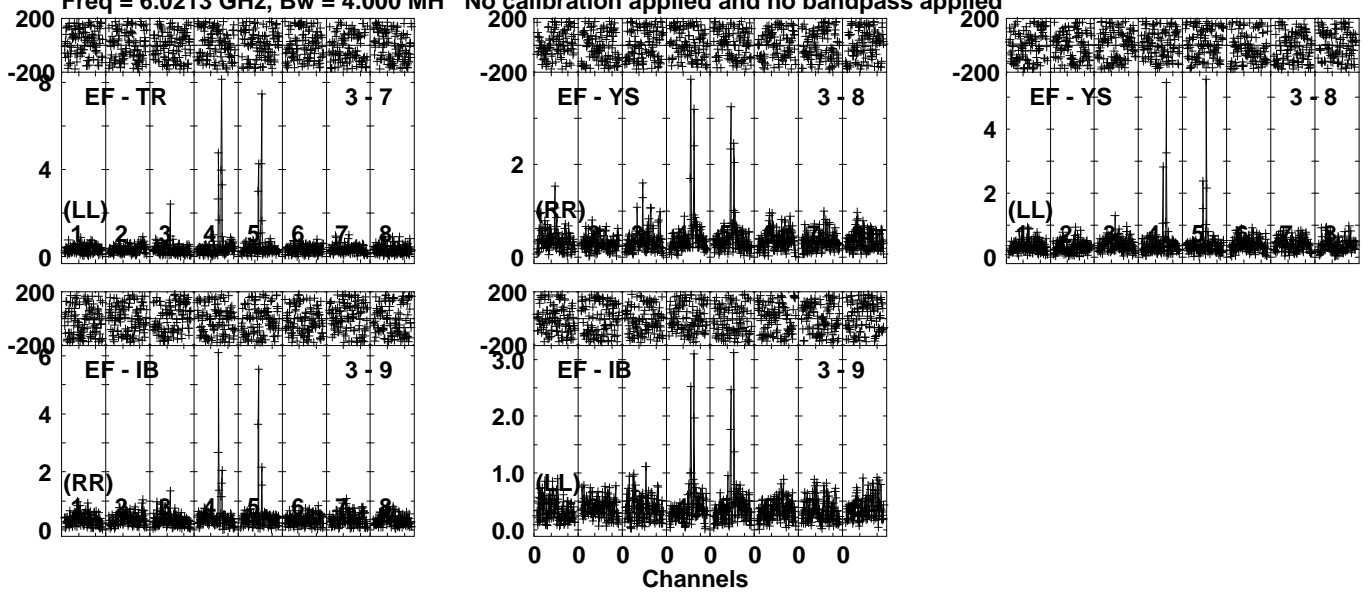 Freq = 6.0213 GHz, Bw = 4.000 MH No calibration applied and no bandpass applied
200 200 200
-200 -200 -200
8
EF - TR 3 - 7 EF - YS 3 - 8 EF - YS 3 - 8
4
4 2
2
(LL) (RR) (LL)
1 2 3 4 5 6 7 8
0 0 0
200 200
-200 -200
6 3.0
EF - IB 3 - 9 EF - IB 3 - 9
4 2.0
2 1.0
(RR) (LL)
1 2 3 4 5 6 7 8
0 0.0
0 0 0 0 0 0 0 0
Channels